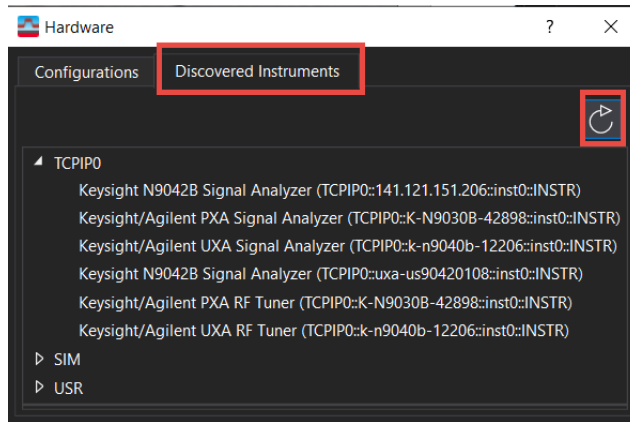 Hardware ? ×
Configurations Discovered Instruments
TCPIP0
Keysight N9042B Signal Analyzer (TCPIP0::141.121.151.206::inst0::INSTR)
Keysight/Agilent PXA Signal Analyzer (TCPIP0::K-N9030B-42898::inst0::INSTR)
Keysight/Agilent UXA Signal Analyzer (TCPIP0::k-n9040b-12206::inst0::INSTR)
Keysight N9042B Signal Analyzer (TCPIP0::uxa-us90420108::inst0::INSTR)
Keysight/Agilent PXA RF Tuner (TCPIP0::K-N9030B-42898::inst0::INSTR)
Keysight/Agilent UXA RF Tuner (TCPIP0::k-n9040b-12206::inst0::INSTR)
SIM
USR